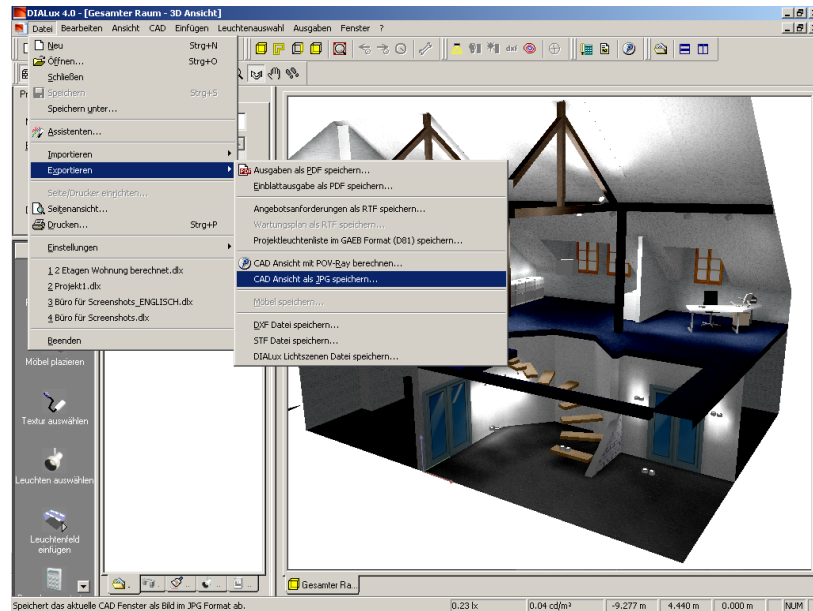 DIALux 4.0 - [Gesamter Raum - 3D Ansicht]
Datei Bearbeiten Ansicht CAD Einfügen Leuchtenauswahl Ausgaben Fenster ?
Neu Strg+N
Öffnen... Strg+O
Schließen
Speichern Strg+S
Speichern unter...
Assistenten...
Importieren
Exportieren
Seite/Drucker einrichten...
Seitenansicht...
Drucken... Strg+P
Einstellungen
1 2 Etagen Wohnung berechnet.dlx
2 Projekt1.dlx
3 Büro für Screenshots_ENGLISCH.dlx
4 Büro für Screenshots.dlx
Beenden
Ausgaben als PDF speichern...
Einblattausgabe als PDF speichern...
Angebotsanforderungen als RTF speichern...
Wartungsplan als RTF speichern...
Projektleuchtenliste im GAEB Format (D81) speichern...
CAD Ansicht mit POV-Ray berechnen...
CAD Ansicht als JPG speichern...
Möbel speichern...
DXF Datei speichern...
STF Datei speichern...
DIALux Lichtszenen Datei speichern...
dxf
Pr
Möbel plazieren
Textur auswählen
Leuchten auswählen
Leuchtenfeld
einfügen
Gesamter Ra...
Speichert das aktuelle CAD Fenster als Bild im JPG Format ab. 0.23 lx 0.04 cd/m² -9.277 m 4.440 m 0.000 m NUM